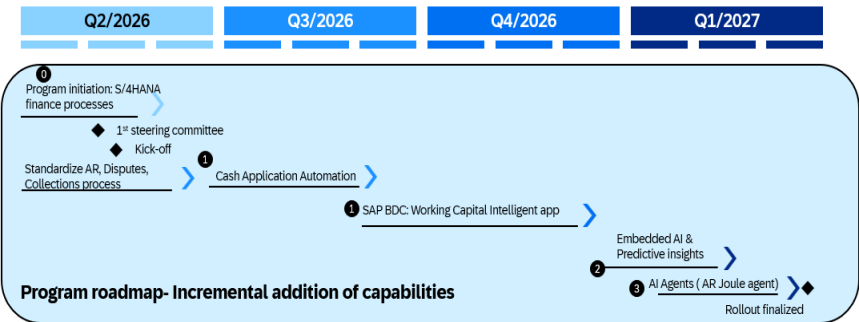 Q2/2026 Q3/2026 Q4/2026 Q1/2027
0
Program initiation: S/4HANA
finance processes
1st steering committee
Kick-off
Standardize AR, Disputes,
Collections process
1
Cash Application Automation
1 SAP BDC: Working Capital Intelligent app
Embedded AI &
Predictive insights
2
3 AI Agents ( AR Joule agent)
Program roadmap- Incremental addition of capabilities
Rollout finalized